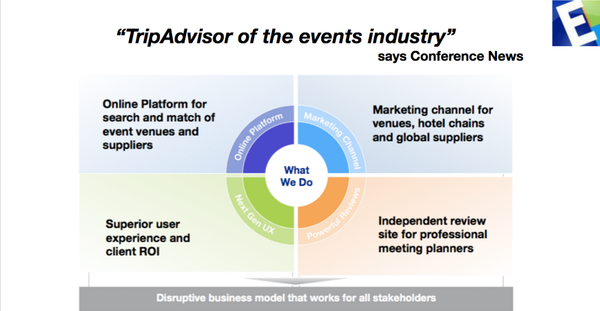 “TripAdvisor of the events industry”
says Conference News
E
Online Platform for
search and match of
event venues and
suppliers
Marketing channel for
venues, hotel chains
and global suppliers
Online Platform
Marketing Channel
What
We Do
Next Gen UX
Powerful Reviews
Superior user
experience and
client ROI
Independent review
site for professional
meeting planners
Disruptive business model that works for all stakeholders